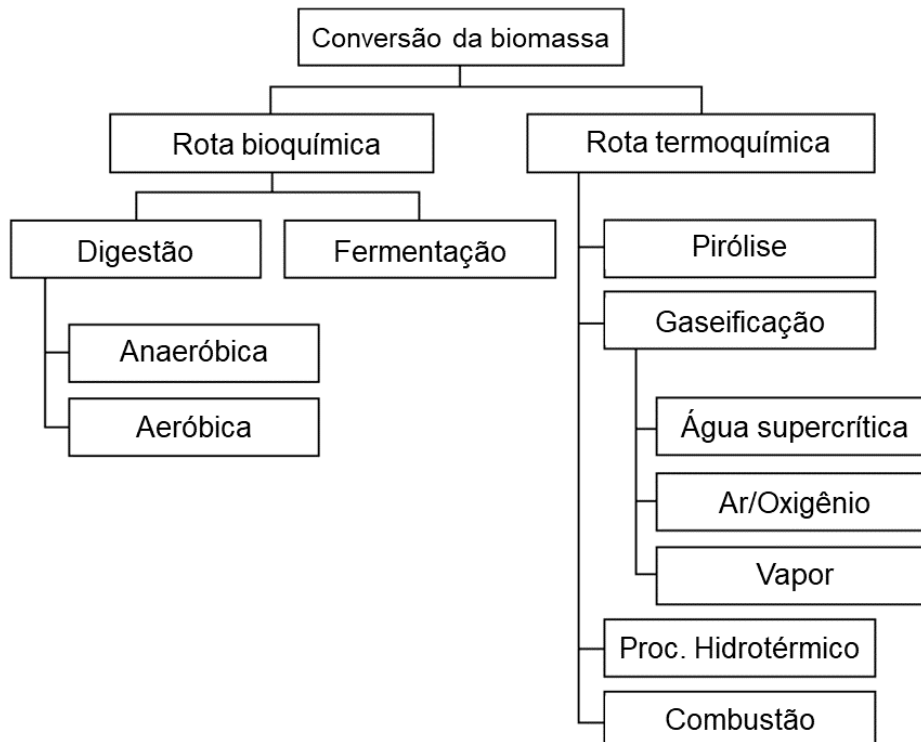 Conversão da biomassa
Rota bioquímica
Rota termoquímica
Digestão
Fermentação
Anaeróbica
Aeróbica
Pirólise
Gaseificação
Água supercrítica
Ar/Oxigênio
Vapor
Proc. Hidrotérmico
Combustão